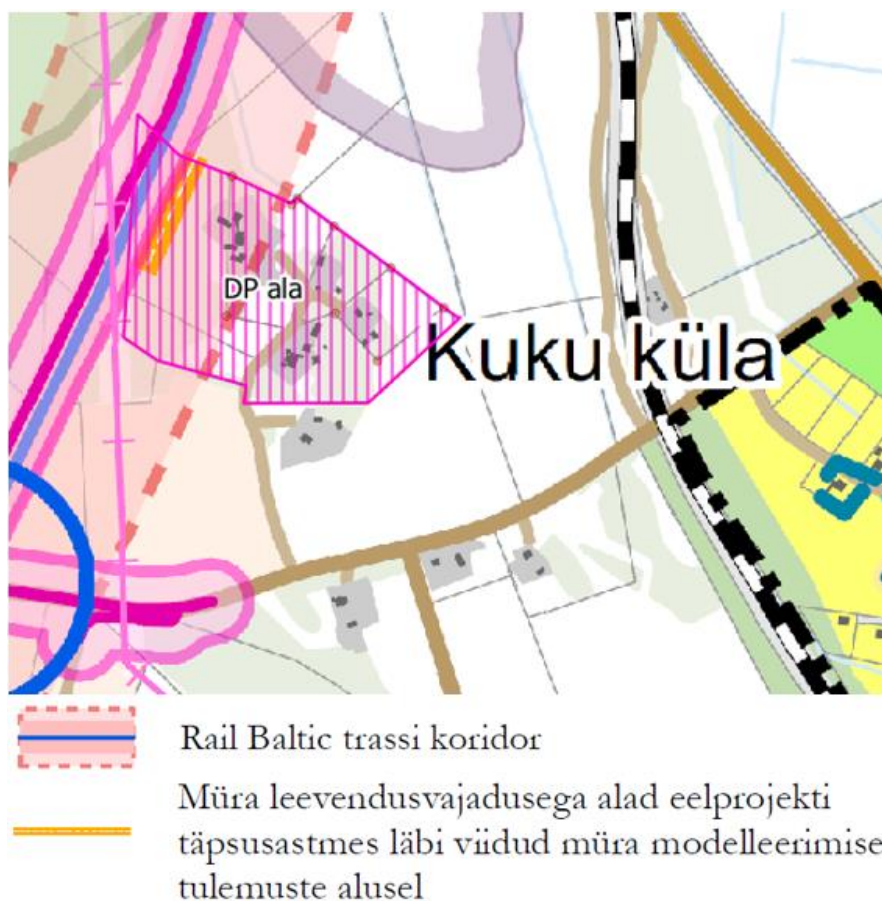 DP ala
Kuku küla
Rail Baltic trassi koridor
Müra leevendusvajadusega alad eelprojekti
täpsusastmes läbi viidud müra modelleerimise
tulemuste alusel